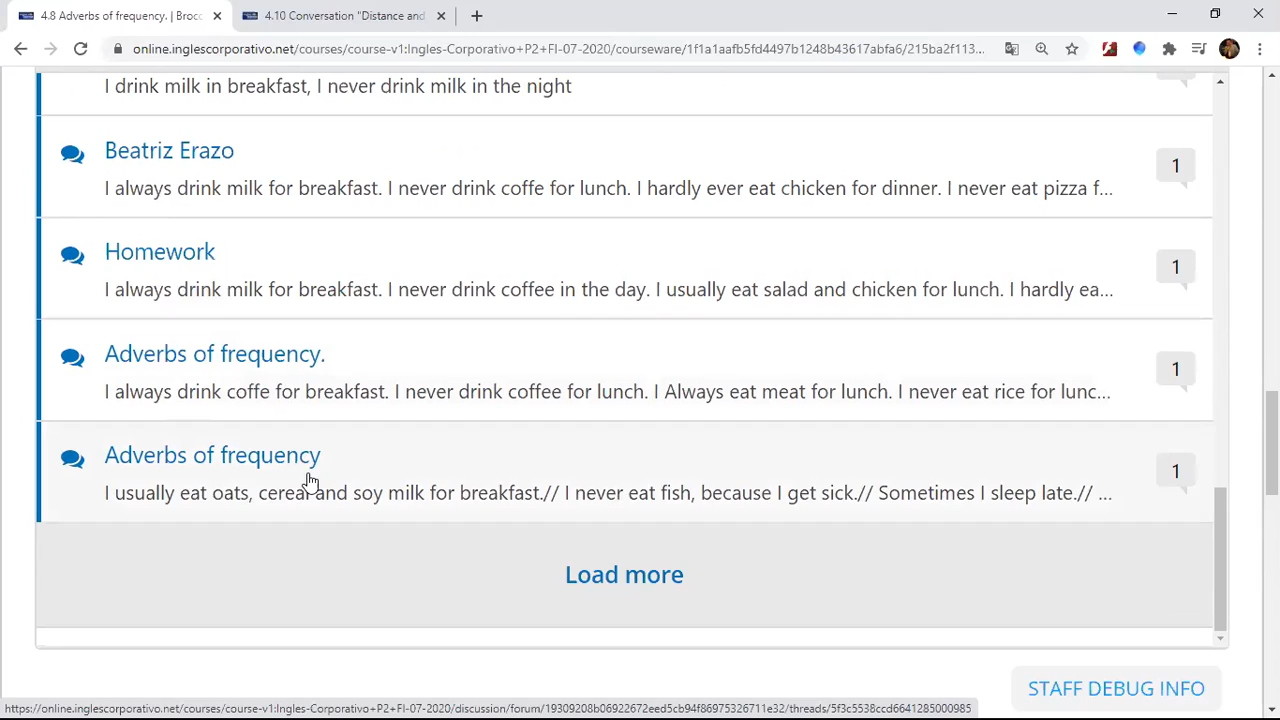 4.8 Adverbs of frequency. | Brocc
4.10 Conversation "Distance and
online.inglescorporativo.net/courses/course-v1:Ingles-Corporativo+P2+FI-07-2020/courseware/1f1a1aafb5fd4497b1248b43617abfa6/215ba2f113...
I drink milk in breakfast, I never drink milk in the night
Beatriz Erazo
1
I always drink milk for breakfast. I never drink coffe for lunch. I hardly ever eat chicken for dinner. I never eat pizza f...
Homework
1
I always drink milk for breakfast. I never drink coffee in the day. I usually eat salad and chicken for lunch. I hardly ea...
Adverbs of frequency.
1
I always drink coffe for breakfast. I never drink coffee for lunch. I Always eat meat for lunch. I never eat rice for lunc...
Adverbs of frequency
1
I usually eat oats, cereal and soy milk for breakfast.// I never eat fish, because I get sick.// Sometimes I sleep late.// ...
Load more
STAFF DEBUG INFO
https://online.inglescorporativo.net/courses/course-v1:Ingles-Corporativo+P2+FI-07-2020/discussion/forum/19309208b06922672eed5cb94f86975326711e32/threads/5f3c5538ccd6641285000985